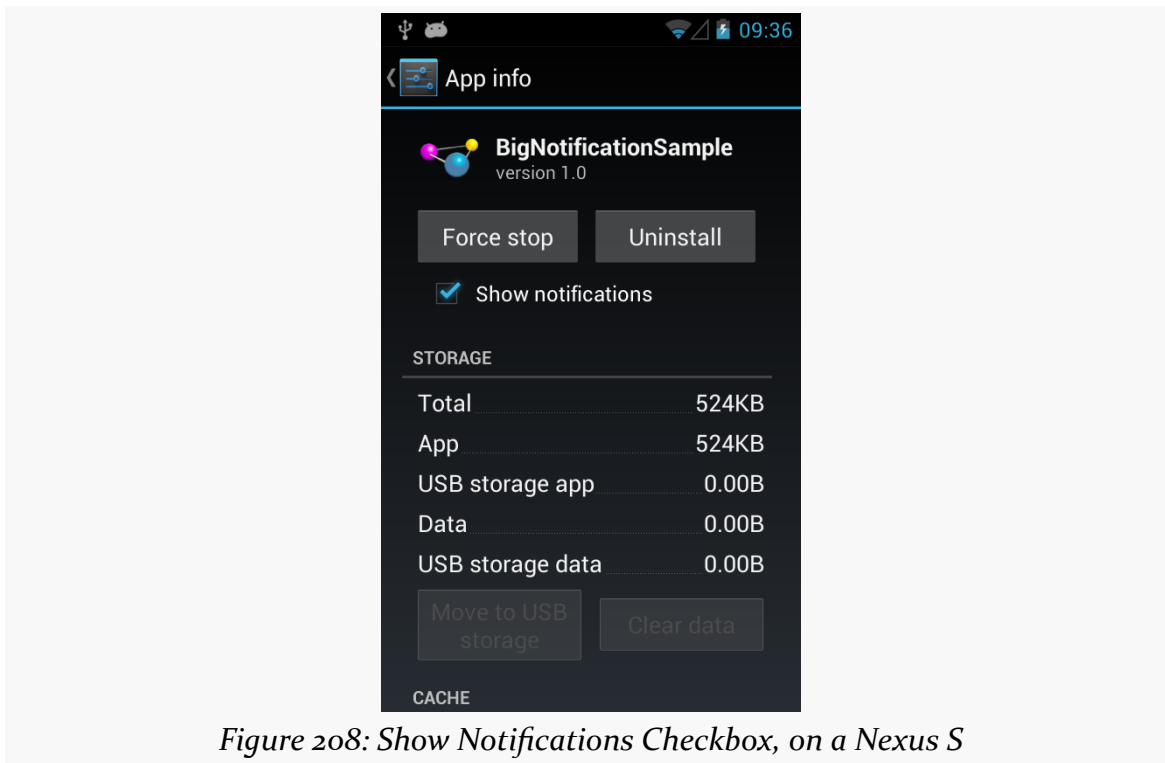 09:36
App info
BigNotificationSample
version 1.0
Force stop Uninstall
Show notifications
STORAGE
Total 524KB
App 524KB
USB storage app 0.00B
Data 0.00B
USB storage data 0.00B
Move to USB
storage
Clear data
CACHE
Figure 208: Show Notifications Checkbox, on a Nexus S